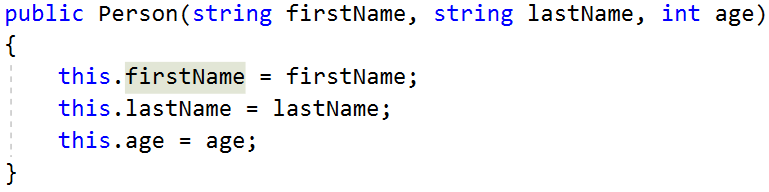 public Person(string firstName, string lastName, int age)
{
    this.firstName = firstName;
    this.lastName = lastName;
    this.age = age;
}